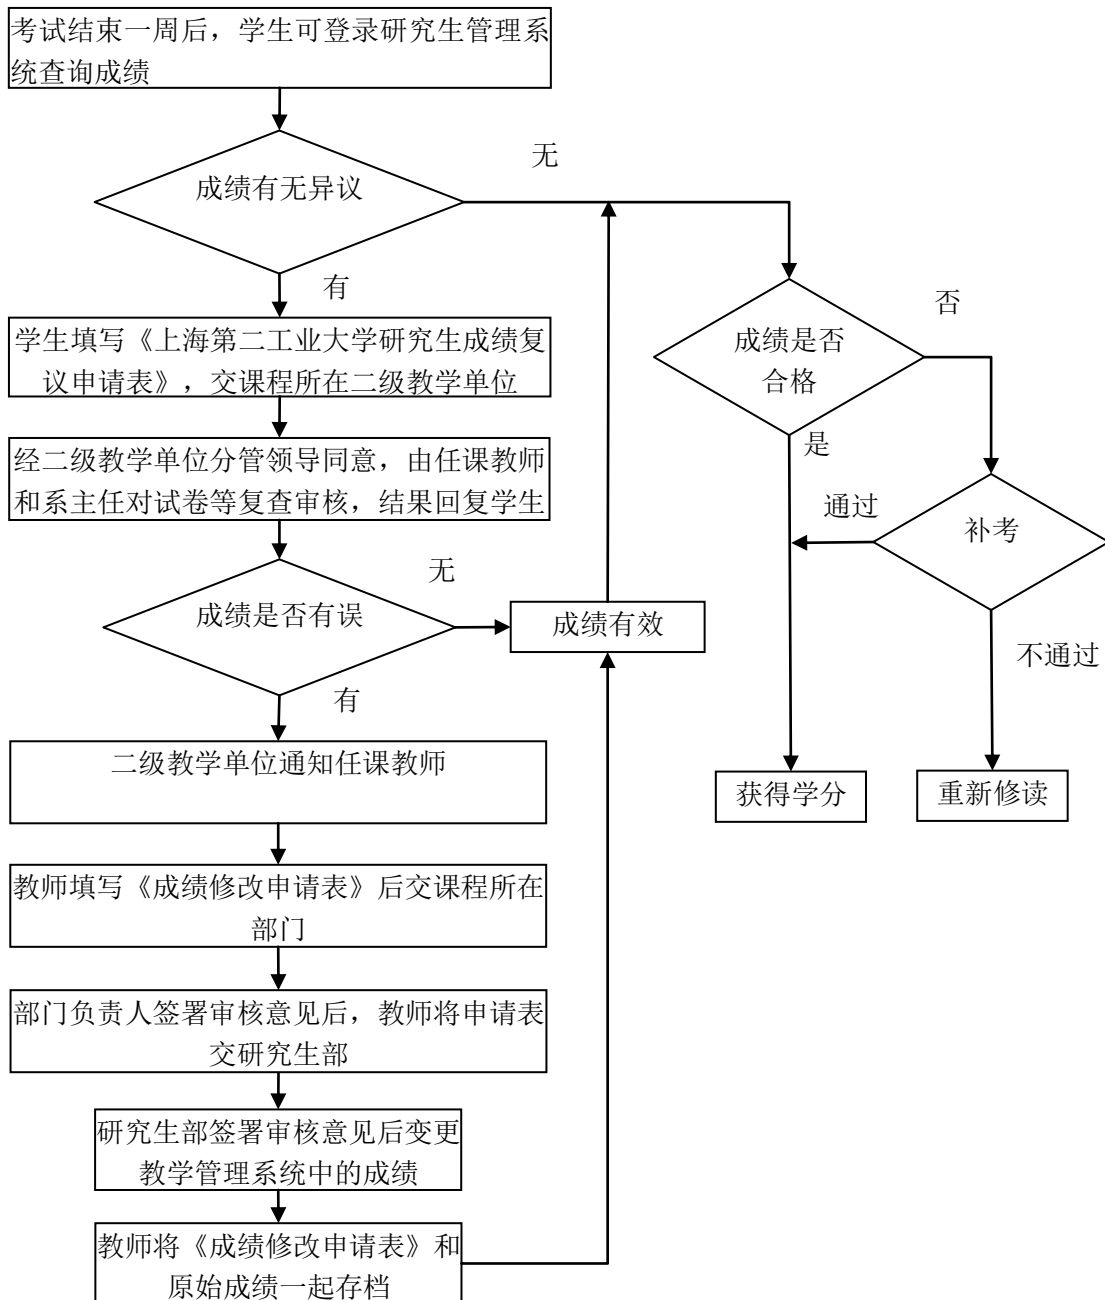 考试结束一周后，学生可登录研究生管理系
统查询成绩
无
成绩有无异议
有
否
学生填写《上海第二工业大学研究生成绩复
议申请表》，交课程所在二级教学单位
成绩是否
合格
是
经二级教学单位分管领导同意，由任课教师
和系主任对试卷等复查审核，结果回复学生
通过
补考
无
成绩是否有误
成绩有效
不通过
有
二级教学单位通知任课教师
获得学分
重新修读
教师填写《成绩修改申请表》后交课程所在
部门
部门负责人签署审核意见后，教师将申请表
交研究生部
研究生部签署审核意见后变更
教学管理系统中的成绩
教师将《成绩修改申请表》和
原始成绩一起存档